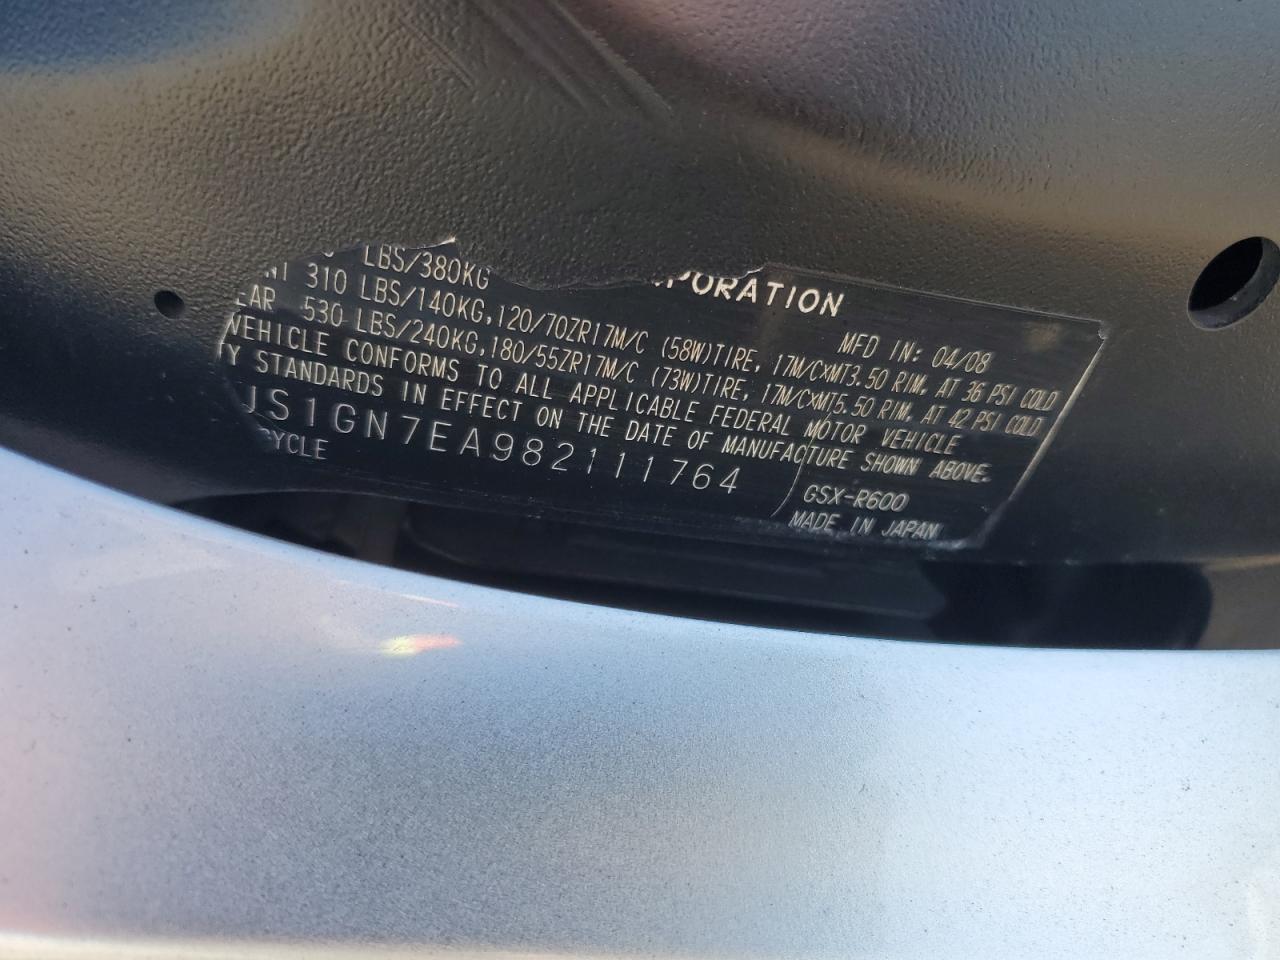 PORATION
MFD IN: 04/08
LBS/380KG
310 LBS/140KG,120/70ZR17M/C (58W)TIRE, 17M/CXMT3.50 RIM, AT 36 PSI COLD
EAR 530 LBS/240KG,180/55ZR17M/C (73W)TIRE, 17M/CXMT5.50 RIM, AT 42 PSI COLD
VEHICLE CONFORMS TO ALL APPLICABLE FEDERAL MOTOR VEHICLE
Y STANDARDS IN EFFECT ON THE DATE OF MANUFACTURE SHOWN ABOVE.
JS1GN7EA982111764 GSX-R600
CYCLE MADE IN JAPAN